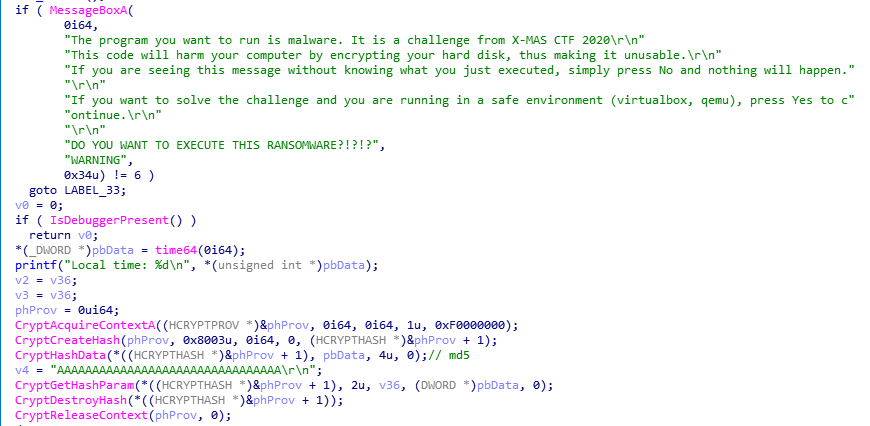 if ( MessageBoxA(
0i64,
"The program you want to run is malware. It is a challenge from X-MAS CTF 2020\r\n"
"This code will harm your computer by encrypting your hard disk, thus making it unusable.\r\n"
"If you are seeing this message without knowing what you just executed, simply press No and nothing will happen."
"\r\n"
"If you want to solve the challenge and you are running in a safe environment (virtualbox, qemu), press Yes to c"
"ontinue.\r\n"
"\r\n"
"DO YOU WANT TO EXECUTE THIS RANSOMWARE?!?!?",
"WARNING",
0x34u) != 6 )
goto LABEL_33;
v0 = 0;
if ( IsDebuggerPresent() )
return v0;
*(_DWORD *)pbData = time64(0i64);
printf("Local time: %d\n", *(unsigned int *)pbData);
v2 = v36;
v3 = v36;
phProv = 0ui64;
CryptAcquireContextA((HCRYPTPROV *)&phProv, 0i64, 0i64, 1u, 0xF0000000);
CryptCreateHash(phProv, 0x8003u, 0i64, 0, (HCRYPTHASH *)&phProv + 1);
CryptHashData(*((HCRYPTHASH *)&phProv + 1), pbData, 4u, 0);// md5
v4 = "AAAAAAAAAAAAAAAAAAAAAAAAAAAAAAAA\r\n";
CryptGetHashParam(*((HCRYPTHASH *)&phProv + 1), 2u, v36, (DWORD *)pbData, 0);
CryptDestroyHash(*((HCRYPTHASH *)&phProv + 1));
CryptReleaseContext(phProv, 0);